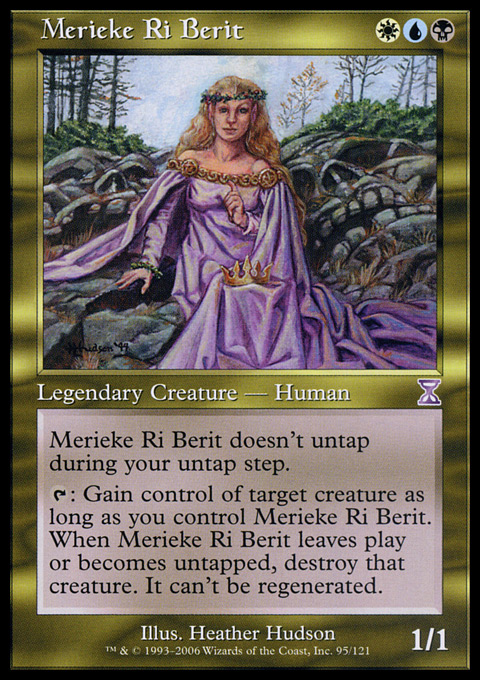 Merieke Ri Berit
Hudson '99
Legendary Creature — Human
Merieke Ri Berit doesn't untap
during your untap step.
: Gain control of target creature as
long as you control Merieke Ri Berit.
When Merieke Ri Berit leaves play
or becomes untapped, destroy that
creature. It can't be regenerated.
Illus. Heather Hudson
™ & © 1993–2006 Wizards of the Coast, Inc. 95/121
1/1